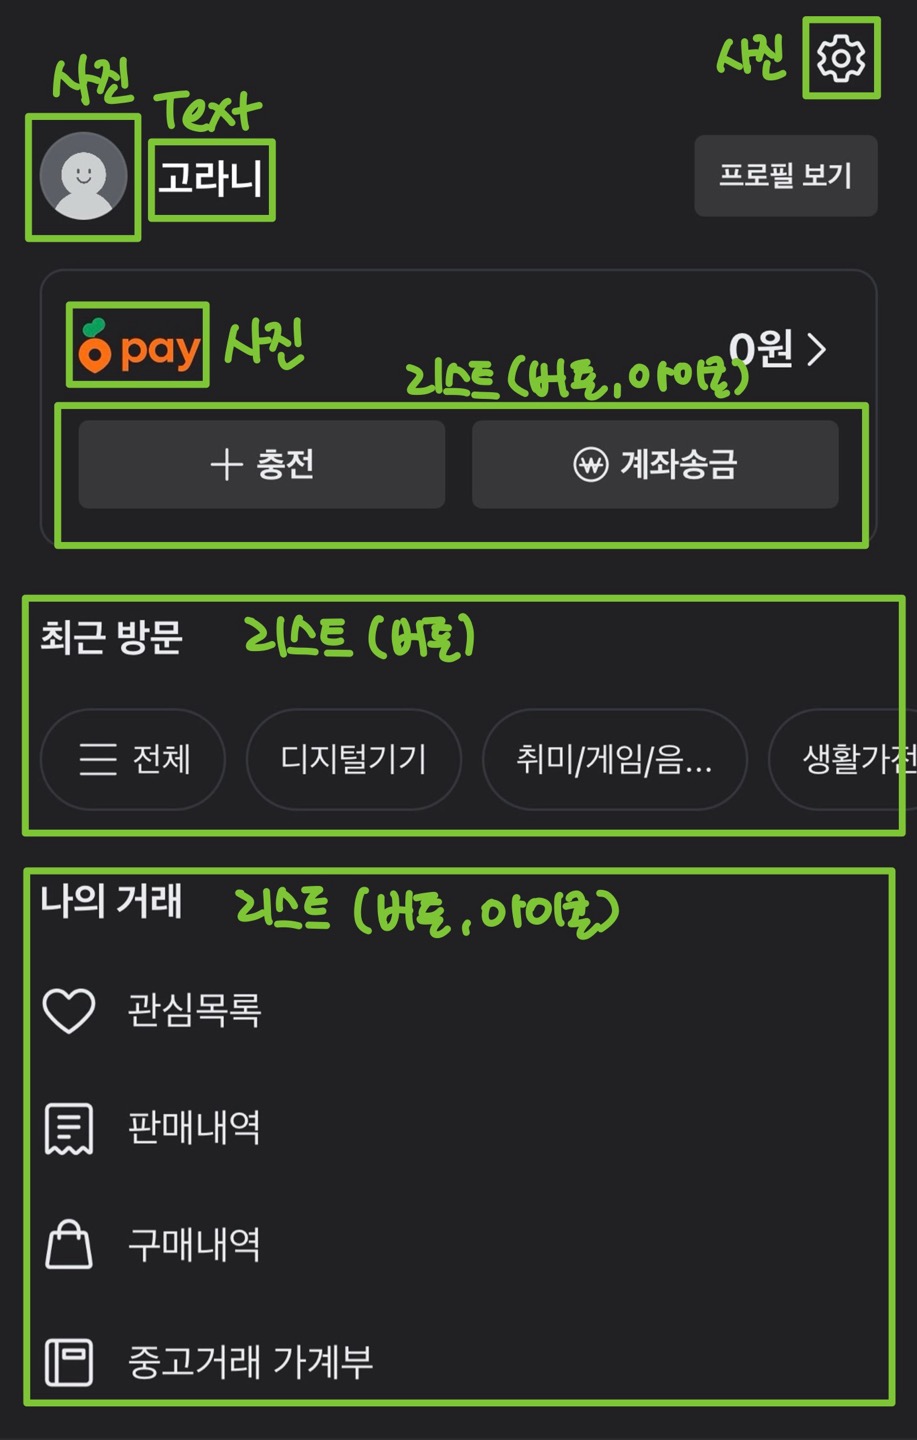 사진
사진
Text
고라니
프로필 보기
pay
사진
0원
리스트 (버튼, 아이콘)
충전
계좌송금
최근 방문
리스트 (버튼)
전체
디지털기기
취미/게임/음...
생활가전
나의 거래
리스트 (버튼, 아이콘)
관심목록
판매내역
구매내역
중고거래 가계부